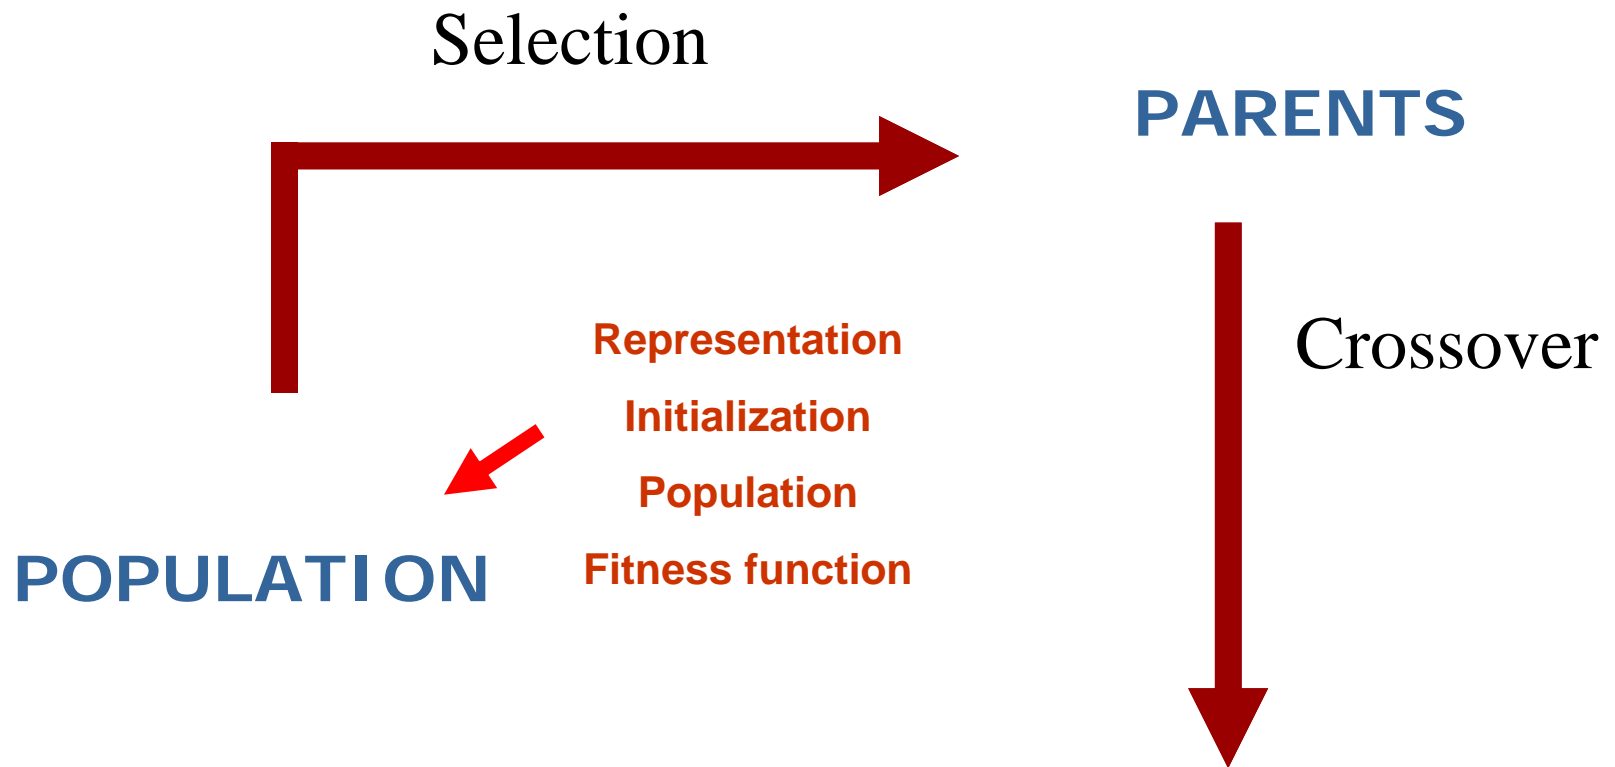 Selection
PARENTS
Representation
Crossover
Initialization
Population
POPULATION
Fitness function